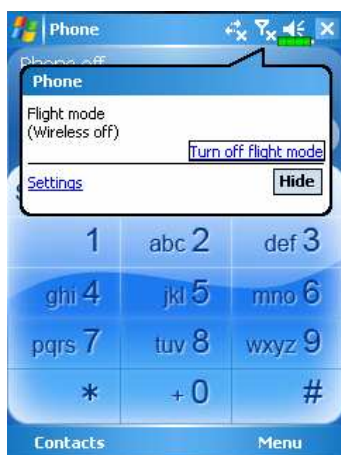 Phone
Phone off
Phone
Flight mode
(Wireless off)
Turn off flight mode
Settings
Hide
1 abc 2 def 3
ghi 4 jkl 5 mno 6
pqrs 7 tuv 8 wxyz 9
* + 0 #
Contacts Menu